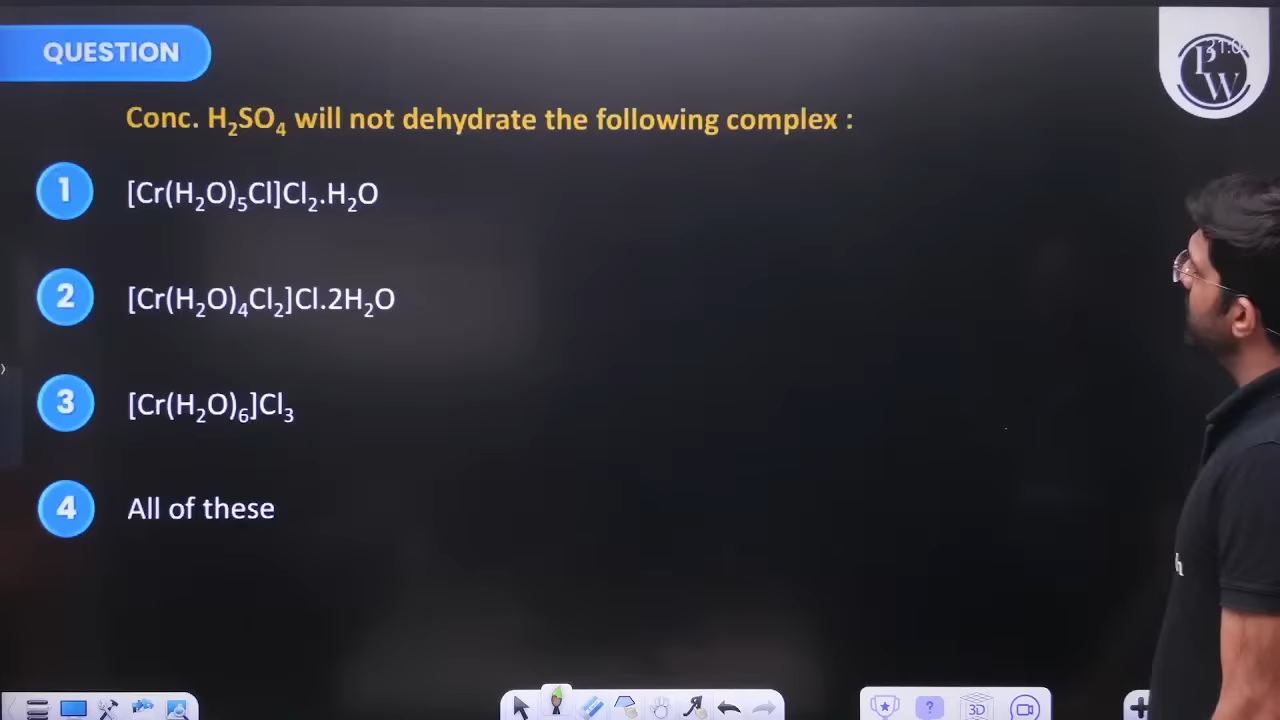 QUESTION
Conc. H₂SO₄ will not dehydrate the following complex :
1 [Cr(H₂O)₅Cl]Cl₂.H₂O
2 [Cr(H₂O)₄Cl₂]Cl.2H₂O
3 [Cr(H₂O)₆]Cl₃
4 All of these
PW
3D